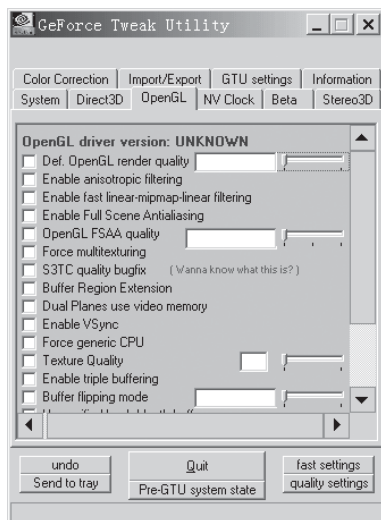 GeForce Tweak Utility
Color Correction Import/Export GTU settings Information
System Direct3D OpenGL NV Clock Beta Stereo3D
OpenGL driver version: UNKNOWN
Def. OpenGL render quality
Enable anisotropic filtering
Enable fast linear-mipmap-linear filtering
Enable Full Scene Antialiasing
OpenGL FSAA quality
Force multitexturing
S3TC quality bugfix (Wanna know what this is?)
Buffer Region Extension
Dual Planes use video memory
Enable VSync
Force generic CPU
Texture Quality
Enable triple buffering
Buffer flipping mode
undo Quit fast settings
Send to tray Pre-GTU system state quality settings